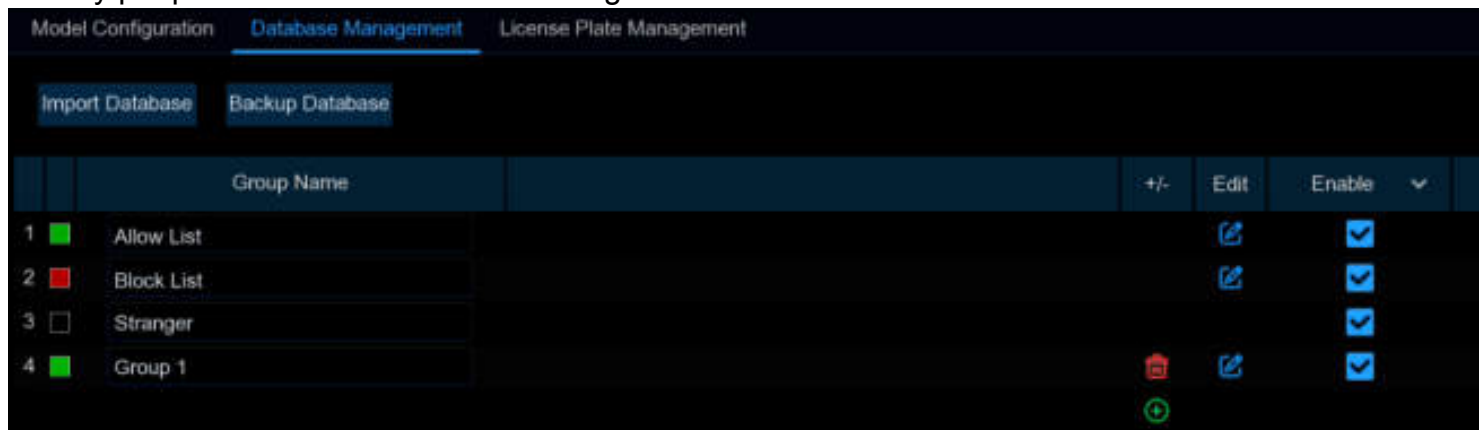 Model Configuration Database Management License Plate Management
Import Database Backup Database
Group Name +/- Edit Enable
1 Allow List
2 Block List
3 Stranger
4 Group 1